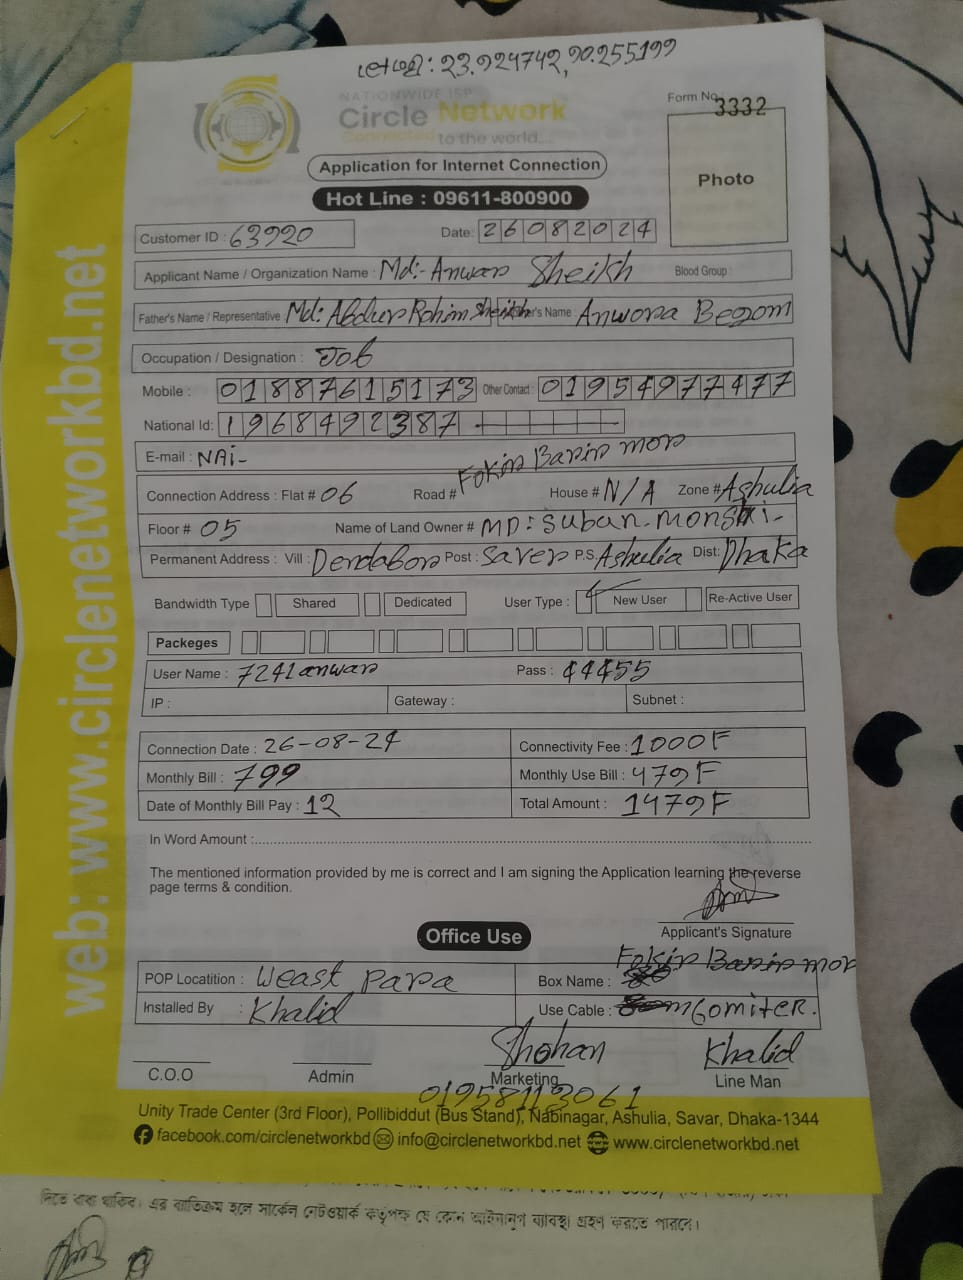 23.924742, 90.255199
NATIONWIDE ISP
Circle Network
Connected to the world....
Form No. 3332
Photo
Application for Internet Connection
Hot Line : 09611-800900
Customer ID : 63920 Date: 26082024
Applicant Name / Organization Name : Md:- Anwar Sheikh Blood Group :
Father's Name / Representative Md: Abdur Rohim Sheikh Mother's Name : Anwora Begom
Occupation / Designation : Job
Mobile : 01887615173 Other Contact : 01954977477
National Id: 1968492387
E-mail : NAi-
Connection Address : Flat # 06 Road # Fokir Barir mor House # N/A Zone # Ashulia
Floor # 05 Name of Land Owner # MD: Suban. Monshi-
Permanent Address : Vill : Dendabor Post : Saver P.S. Ashulia Dist: Dhaka
Bandwidth Type Shared Dedicated User Type : New User Re-Active User
Packeges
User Name : 7241anwar Pass : 44455
IP : Gateway : Subnet :
Connection Date : 26-08-24 Connectivity Fee : 1000F
Monthly Bill : 799 Monthly Use Bill : 479F
Date of Monthly Bill Pay : 12 Total Amount : 1479F
In Word Amount :
The mentioned information provided by me is correct and I am signing the Application learning the reverse
page terms & condition.
Applicant's Signature
Office Use
POP Locatition : Weast Para Box Name : Fokir Barir mor
Installed By : Khalid Use Cable : 60miter.
Shohan Khalid
C.O.O Admin Marketing Line Man
01958113061
Unity Trade Center (3rd Floor), Pollibiddut (Bus Stand), Nabinagar, Ashulia, Savar, Dhaka-1344
facebook.com/circlenetworkbd info@circlenetworkbd.net www.circlenetworkbd.net
web: www.circlenetworkbd.net
দিতে বাধ্য থাকিব। এর ব্যতিক্রম হলে সার্কেল নেটওয়ার্ক কর্তৃপক্ষ যে কোন আইনানুগ ব্যবস্থা গ্রহণ করতে পারবে।